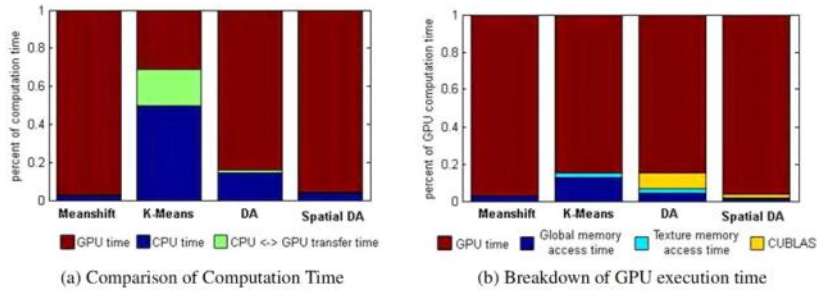 percent of computation time
1
0.8
0.6
0.4
0.2
0
Meanshift K-Means DA Spatial DA
GPU time CPU time CPU <-> GPU transfer time
(a) Comparison of Computation Time
percent of GPU computation time
1
0.8
0.6
0.4
0.2
0
Meanshift K-Means DA Spatial DA
GPU time Global memory access time Texture memory access time CUBLAS
(b) Breakdown of GPU execution time